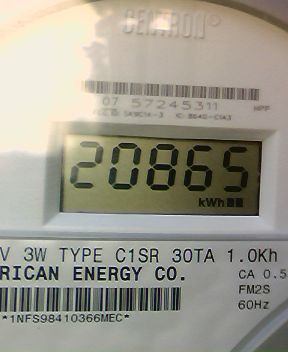 CENTRON®
07 57245311 HPF
20865
kWh
V 3W TYPE C1SR 30TA 1.0Kh
RICAN ENERGY CO. CA 0.5
FM2S
60Hz
*1NFS98410366MEC*